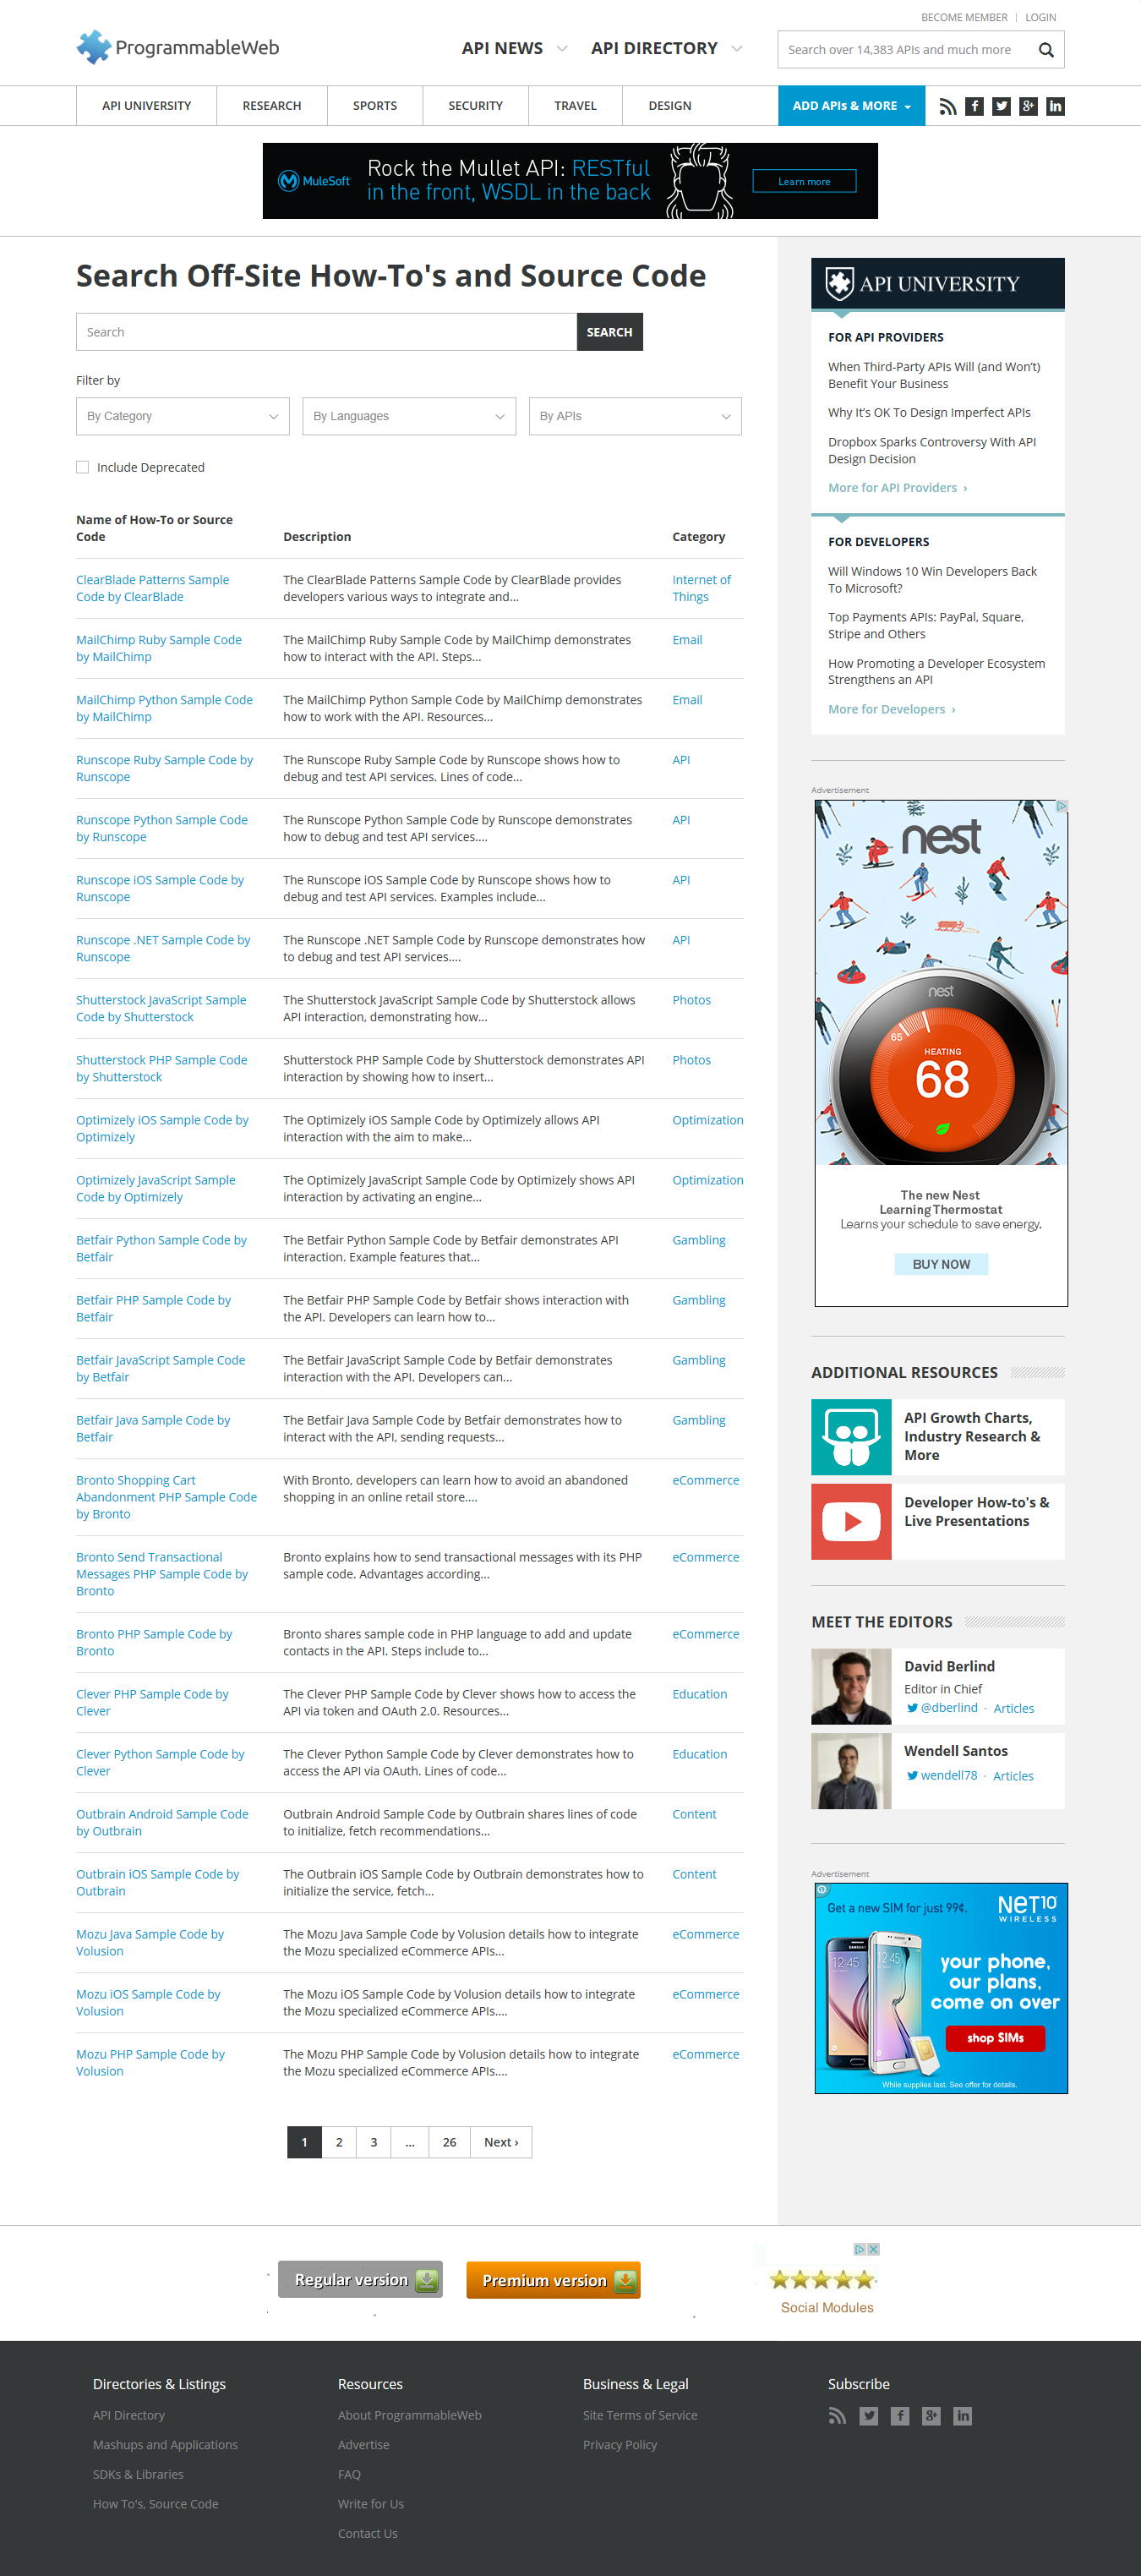 BECOME MEMBER
LOGIN
ProgrammableWeb
API NEWS
API DIRECTORY
Search over 14,383 APIs and much more
API UNIVERSITY
RESEARCH
SPORTS
SECURITY
TRAVEL
DESIGN
ADD APIs & MORE
MuleSoft
Rock the Mullet API: RESTful
in the front, WSDL in the back
Learn more
Search Off-Site How-To's and Source Code
Search
SEARCH
Filter by
By Category
By Languages
By APIs
Include Deprecated
Name of How-To or Source
Code
Description
Category
ClearBlade Patterns Sample
Code by ClearBlade
The ClearBlade Patterns Sample Code by ClearBlade provides
developers various ways to integrate and...
Internet of
Things
MailChimp Ruby Sample Code
by MailChimp
The MailChimp Ruby Sample Code by MailChimp demonstrates
how to interact with the API. Steps...
Email
MailChimp Python Sample Code
by MailChimp
The MailChimp Python Sample Code by MailChimp demonstrates
how to work with the API. Resources...
Email
Runscope Ruby Sample Code by
Runscope
The Runscope Ruby Sample Code by Runscope shows how to
debug and test API services. Lines of code...
API
Runscope Python Sample Code
by Runscope
The Runscope Python Sample Code by Runscope demonstrates
how to debug and test API services....
API
Runscope iOS Sample Code by
Runscope
The Runscope iOS Sample Code by Runscope shows how to
debug and test API services. Examples include...
API
Runscope .NET Sample Code by
Runscope
The Runscope .NET Sample Code by Runscope demonstrates how
to debug and test API services....
API
Shutterstock JavaScript Sample
Code by Shutterstock
The Shutterstock JavaScript Sample Code by Shutterstock allows
API interaction, demonstrating how...
Photos
Shutterstock PHP Sample Code
by Shutterstock
Shutterstock PHP Sample Code by Shutterstock demonstrates API
interaction by showing how to insert...
Photos
Optimizely iOS Sample Code by
Optimizely
The Optimizely iOS Sample Code by Optimizely allows API
interaction with the aim to make...
Optimization
Optimizely JavaScript Sample
Code by Optimizely
The Optimizely JavaScript Sample Code by Optimizely shows API
interaction by activating an engine...
Optimization
Betfair Python Sample Code by
Betfair
The Betfair Python Sample Code by Betfair demonstrates API
interaction. Example features that...
Gambling
Betfair PHP Sample Code by
Betfair
The Betfair PHP Sample Code by Betfair shows interaction with
the API. Developers can learn how to...
Gambling
Betfair JavaScript Sample Code
by Betfair
The Betfair JavaScript Sample Code by Betfair demonstrates
interaction with the API. Developers can...
Gambling
Betfair Java Sample Code by
Betfair
The Betfair Java Sample Code by Betfair demonstrates how to
interact with the API, sending requests...
Gambling
Bronto Shopping Cart
Abandonment PHP Sample Code
by Bronto
With Bronto, developers can learn how to avoid an abandoned
shopping in an online retail store....
eCommerce
Bronto Send Transactional
Messages PHP Sample Code by
Bronto
Bronto explains how to send transactional messages with its PHP
sample code. Advantages according...
eCommerce
Bronto PHP Sample Code by
Bronto
Bronto shares sample code in PHP language to add and update
contacts in the API. Steps include to...
eCommerce
Clever PHP Sample Code by
Clever
The Clever PHP Sample Code by Clever shows how to access the
API via token and OAuth 2.0. Resources...
Education
Clever Python Sample Code by
Clever
The Clever Python Sample Code by Clever demonstrates how to
access the API via OAuth. Lines of code...
Education
Outbrain Android Sample Code
by Outbrain
Outbrain Android Sample Code by Outbrain shares lines of code
to initialize, fetch recommendations...
Content
Outbrain iOS Sample Code by
Outbrain
The Outbrain iOS Sample Code by Outbrain demonstrates how to
initialize the service, fetch...
Content
Mozu Java Sample Code by
Volusion
The Mozu Java Sample Code by Volusion details how to integrate
the Mozu specialized eCommerce APIs...
eCommerce
Mozu iOS Sample Code by
Volusion
The Mozu iOS Sample Code by Volusion details how to integrate
the Mozu specialized eCommerce APIs....
eCommerce
Mozu PHP Sample Code by
Volusion
The Mozu PHP Sample Code by Volusion details how to integrate
the Mozu specialized eCommerce APIs....
eCommerce
1
2
3
...
26
Next ›
API UNIVERSITY
FOR API PROVIDERS
When Third-Party APIs Will (and Won't)
Benefit Your Business
Why It's OK To Design Imperfect APIs
Dropbox Sparks Controversy With API
Design Decision
More for API Providers ›
FOR DEVELOPERS
Will Windows 10 Win Developers Back
To Microsoft?
Top Payments APIs: PayPal, Square,
Stripe and Others
How Promoting a Developer Ecosystem
Strengthens an API
More for Developers ›
Advertisement
nest
nest
65
HEATING
68
The new Nest
Learning Thermostat
Learns your schedule to save energy.
BUY NOW
ADDITIONAL RESOURCES
API Growth Charts,
Industry Research &
More
Developer How-to's &
Live Presentations
MEET THE EDITORS
David Berlind
Editor in Chief
@dberlind
Articles
Wendell Santos
wendell78
Articles
Advertisement
Get a new SIM for just 99¢.
NET10
WIRELESS
SAMSUNG
12:45
12:45
your phone,
our plans,
come on over
shop SIMs
While supplies last. See offer for details.
Regular version
Premium version
Social Modules
Directories & Listings
API Directory
Mashups and Applications
SDKs & Libraries
How To's, Source Code
Resources
About ProgrammableWeb
Advertise
FAQ
Write for Us
Contact Us
Business & Legal
Site Terms of Service
Privacy Policy
Subscribe